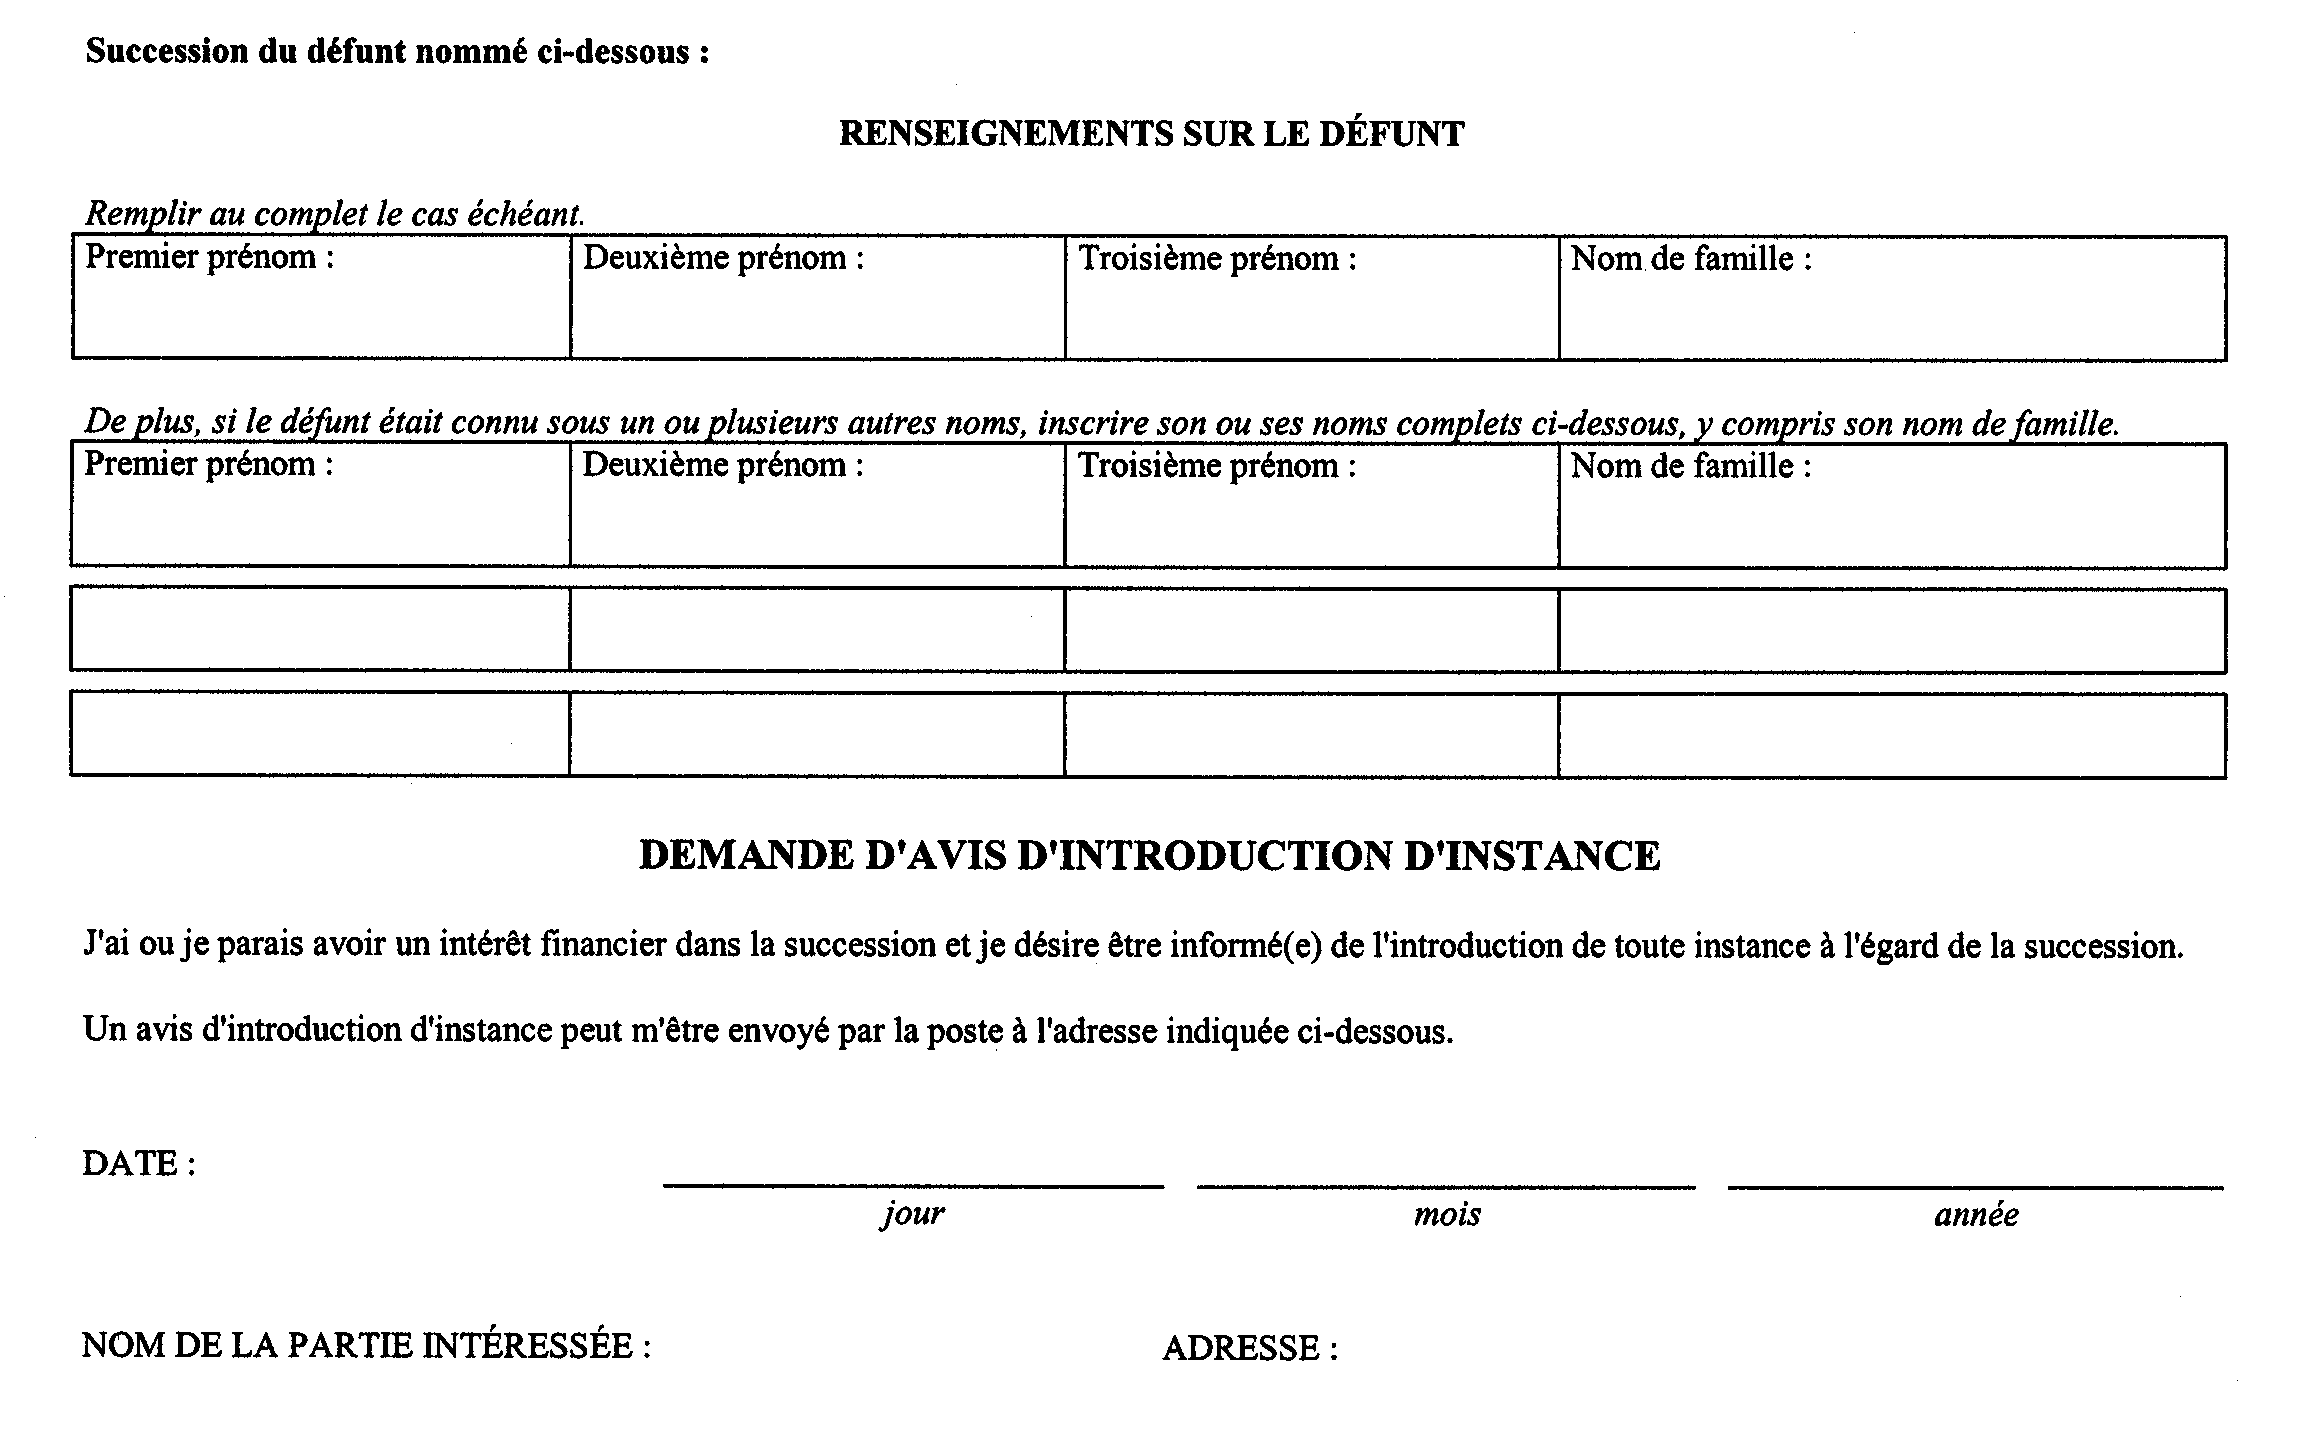 Succession du défunt nommé ci-dessous :
RENSEIGNEMENTS SUR LE DÉFUNT
Remplir au complet le cas échéant.
Premier prénom : Deuxième prénom : Troisième prénom : Nom de famille :
De plus, si le défunt était connu sous un ou plusieurs autres noms, inscrire son ou ses noms complets ci-dessous, y compris son nom de famille.
Premier prénom : Deuxième prénom : Troisième prénom : Nom de famille :
DEMANDE D'AVIS D'INTRODUCTION D'INSTANCE
J'ai ou je parais avoir un intérêt financier dans la succession et je désire être informé(e) de l'introduction de toute instance à l'égard de la succession.
Un avis d'introduction d'instance peut m'être envoyé par la poste à l'adresse indiquée ci-dessous.
DATE :
jour mois année
NOM DE LA PARTIE INTÉRESSÉE : ADRESSE :